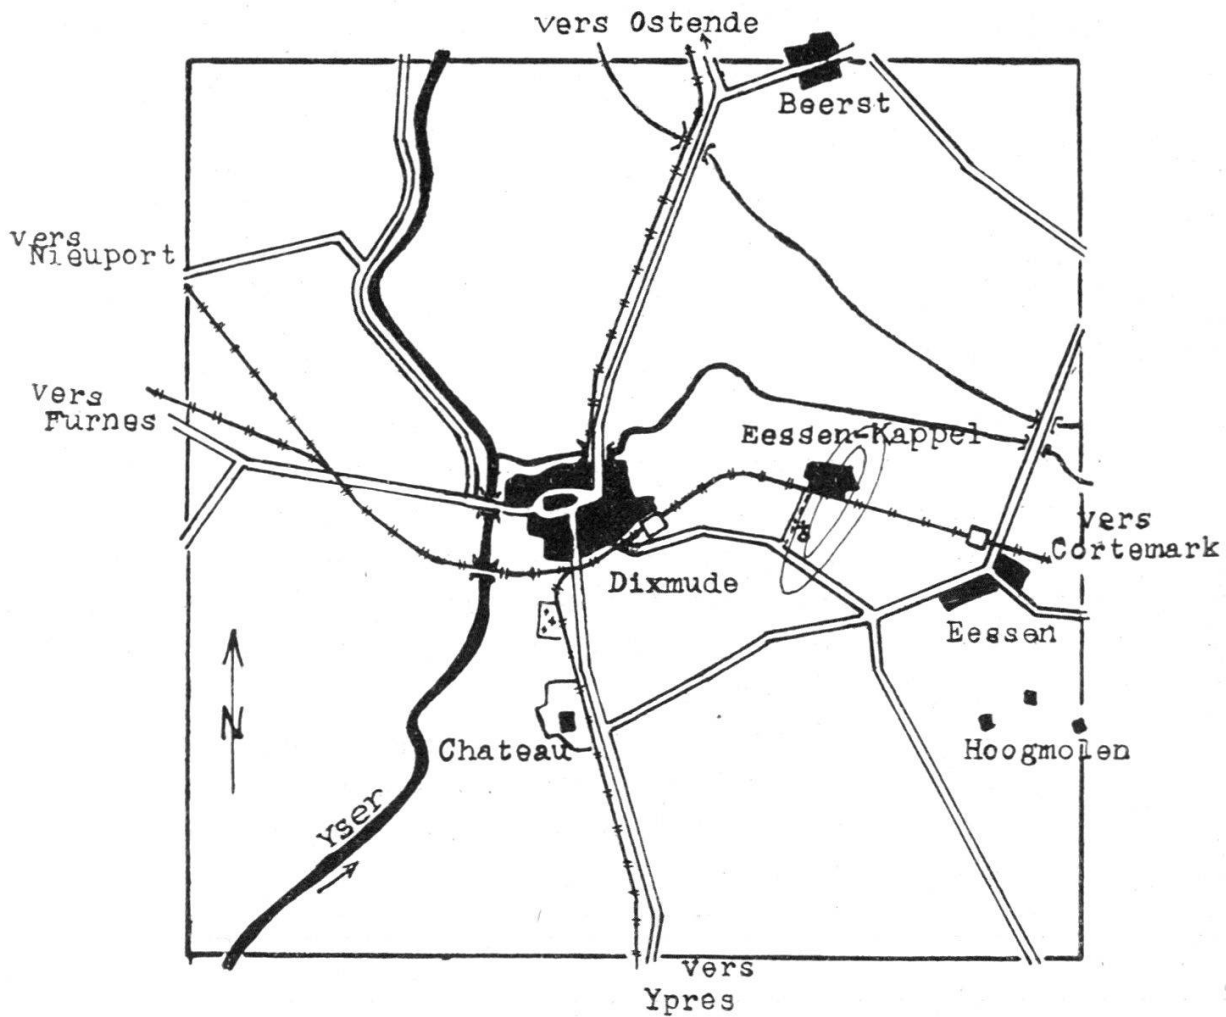 vers Ostende
Beerst
vers
Nieuport
vers
Furnes
Eessen-Kappel
vers
Cortemark
Dixmude
Eessen
N
Chateau
Hoogmolen
Yser
vers
Ypres